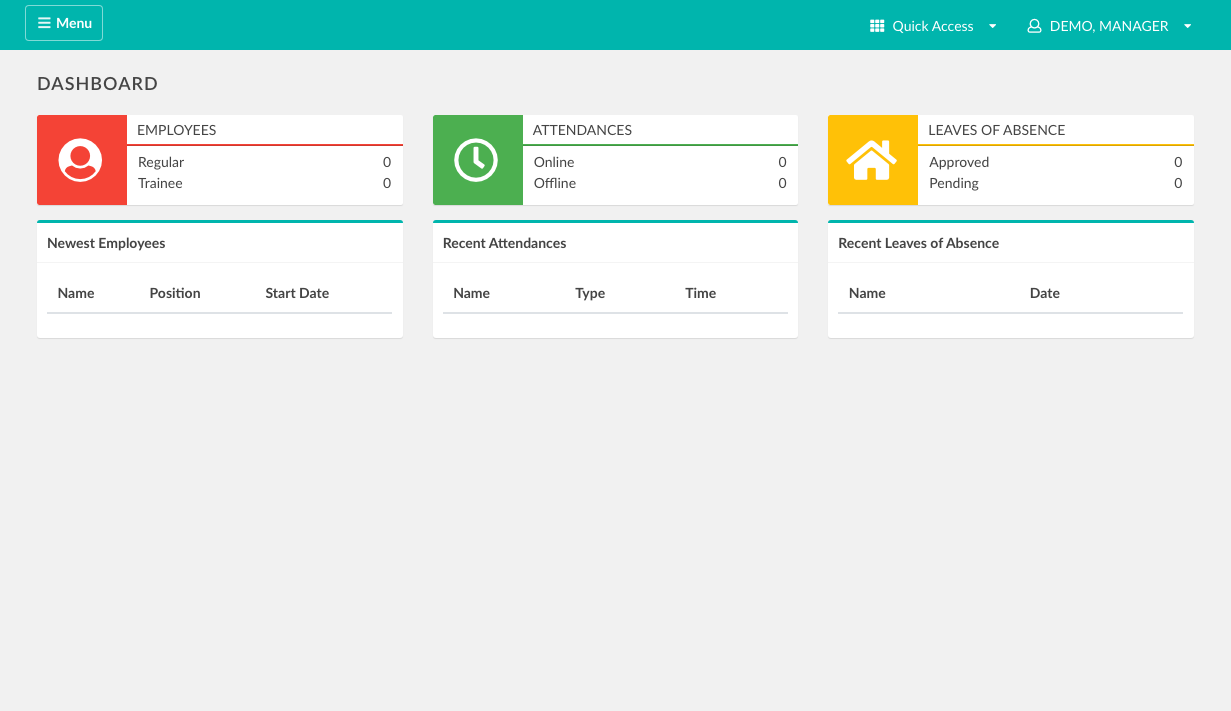 Menu
Quick Access
DEMO, MANAGER
DASHBOARD
EMPLOYEES
Regular 0
Trainee 0
ATTENDANCES
Online 0
Offline 0
LEAVES OF ABSENCE
Approved 0
Pending 0
Newest Employees
Name Position Start Date
Recent Attendances
Name Type Time
Recent Leaves of Absence
Name Date